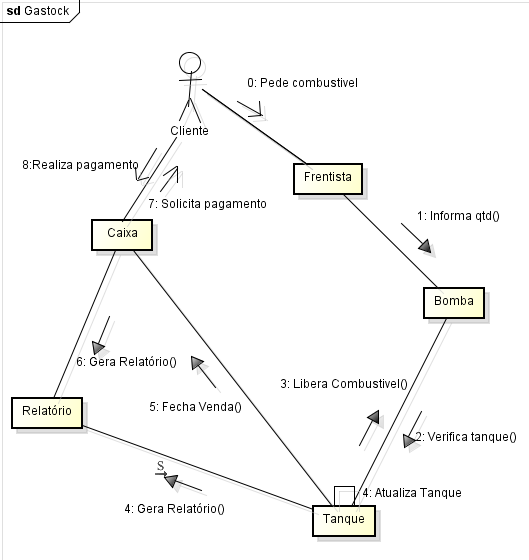 sd Gastock
0: Pede combustivel
Cliente
8:Realiza pagamento
Frentista
7: Solicita pagamento
1: Informa qtd()
Caixa
Bomba
6: Gera Relatório()
3: Libera Combustivel()
5: Fecha Venda()
Relatório
2: Verifica tanque()
S
4: Atualiza Tanque
4: Gera Relatório()
Tanque